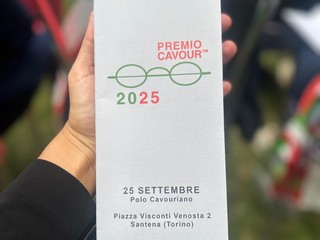 PREMIO
CAVOUR™
2025
25 SETTEMBRE
Polo Cavouriano
Piazza Visconti Venosta 2
Santena (Torino)